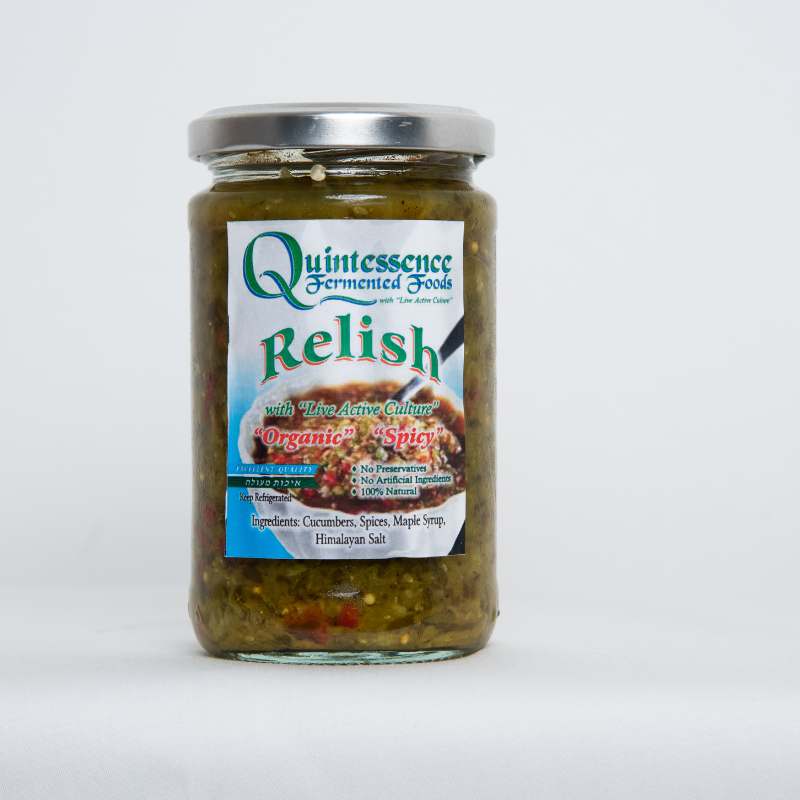 Quintessence
Fermented Foods
with "Live Active Culture"
Relish
with "Live Active Culture"
"Organic" "Spicy"
EXCELLENT QUALITY
איכות מעולה
Keep Refrigerated
♦ No Preservatives
♦ No Artificial Ingredients
♦ 100% Natural
Ingredients: Cucumbers, Spices, Maple Syrup,
Himalayan Salt